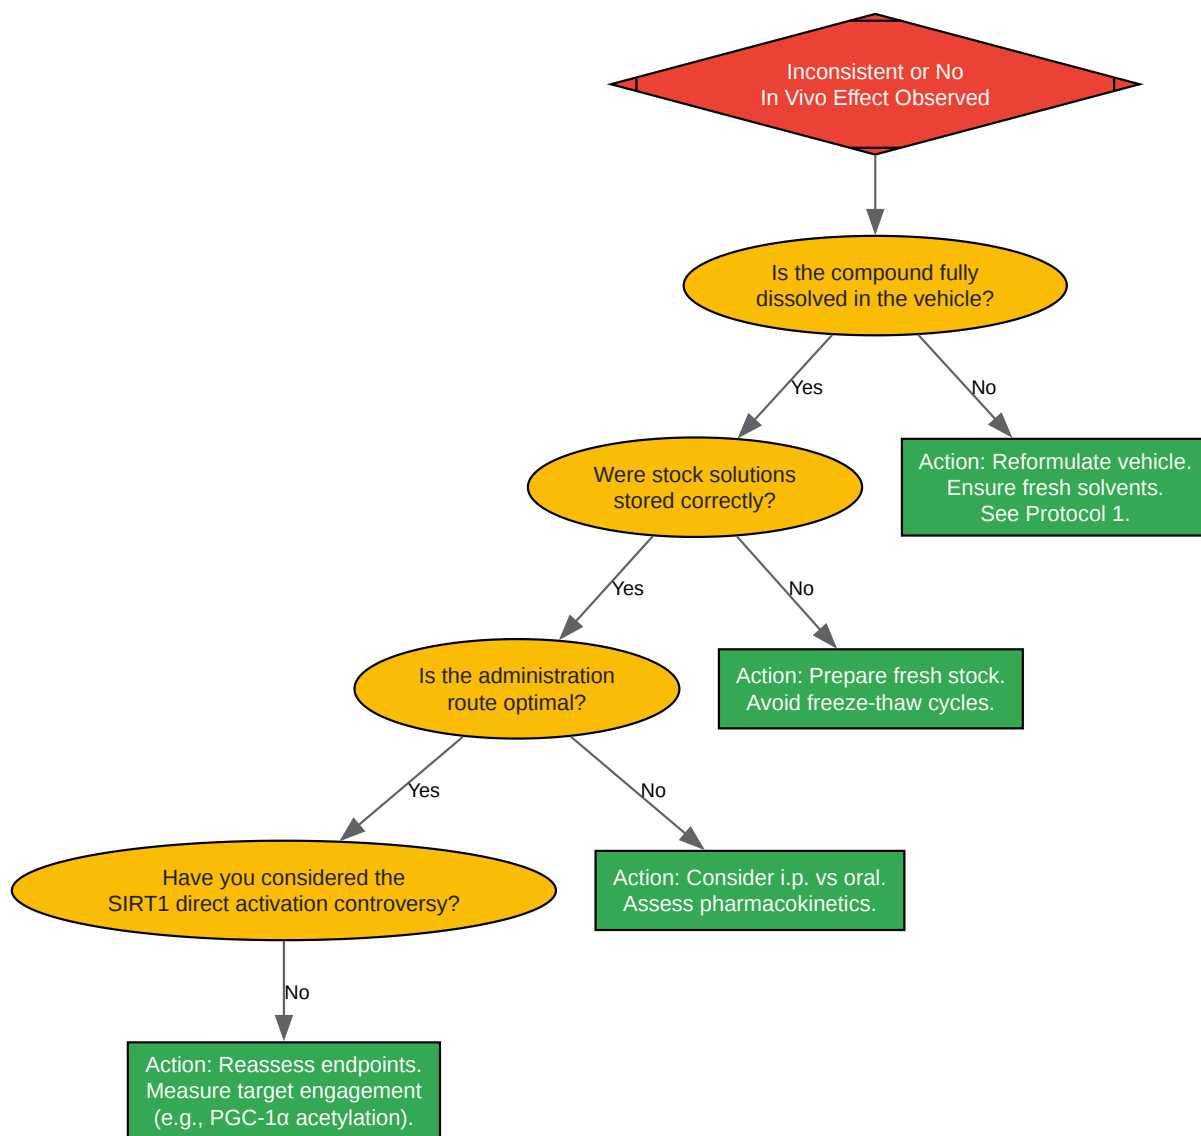 Inconsistent or No
In Vivo Effect Observed
Is the compound fully
dissolved in the vehicle?
Yes
No
Were stock solutions
stored correctly?
Action: Reformulate vehicle.
Ensure fresh solvents.
See Protocol 1.
Yes
No
Is the administration
route optimal?
Action: Prepare fresh stock.
Avoid freeze-thaw cycles.
Yes
No
Have you considered the
SIRT1 direct activation controversy?
Action: Consider i.p. vs oral.
Assess pharmacokinetics.
No
Action: Reassess endpoints.
Measure target engagement
(e.g., PGC-1α acetylation).